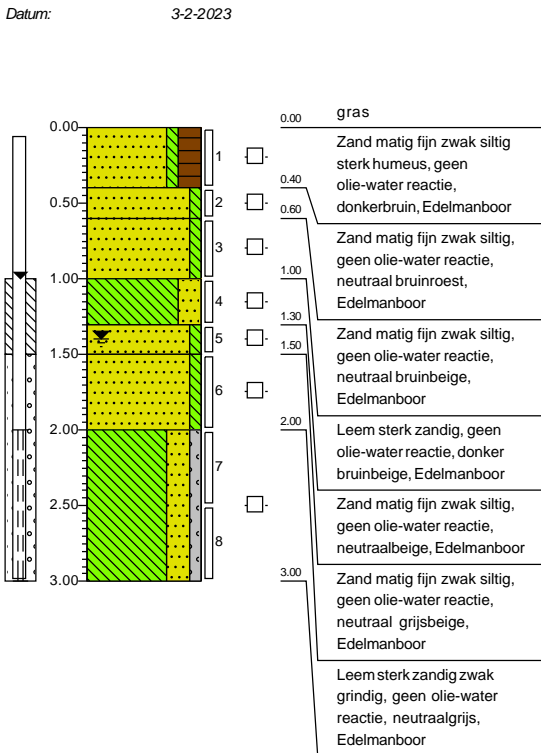 Datum: 3-2-2023
0.00
0.50
1.00
1.50
2.00
2.50
3.00
1
2
3
4
5
6
7
8
0.00
0.40
0.60
1.00
1.30
1.50
2.00
3.00
gras
Zand matig fijn zwak siltig
sterk humeus, geen
olie-water reactie,
donkerbruin, Edelmanboor
Zand matig fijn zwak siltig,
geen olie-water reactie,
neutraal bruinroest,
Edelmanboor
Zand matig fijn zwak siltig,
geen olie-water reactie,
neutraal bruinbeige,
Edelmanboor
Leem sterk zandig, geen
olie-water reactie, donker
bruinbeige, Edelmanboor
Zand matig fijn zwak siltig,
geen olie-water reactie,
neutraalbeige, Edelmanboor
Zand matig fijn zwak siltig,
geen olie-water reactie,
neutraal grijsbeige,
Edelmanboor
Leem sterk zandig zwak
grindig, geen olie-water
reactie, neutraalgrijs,
Edelmanboor